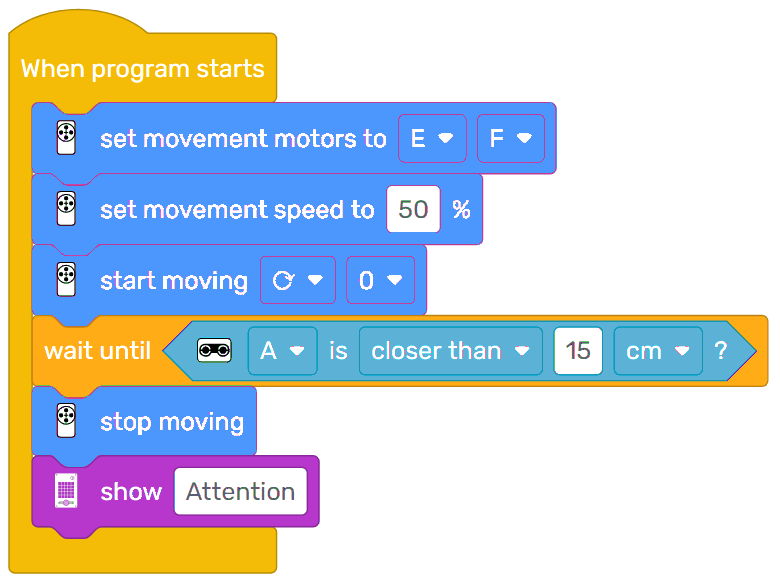 When program starts
set movement motors to E F
set movement speed to 50 %
start moving 0
wait until A is closer than 15 cm ?
stop moving
show Attention